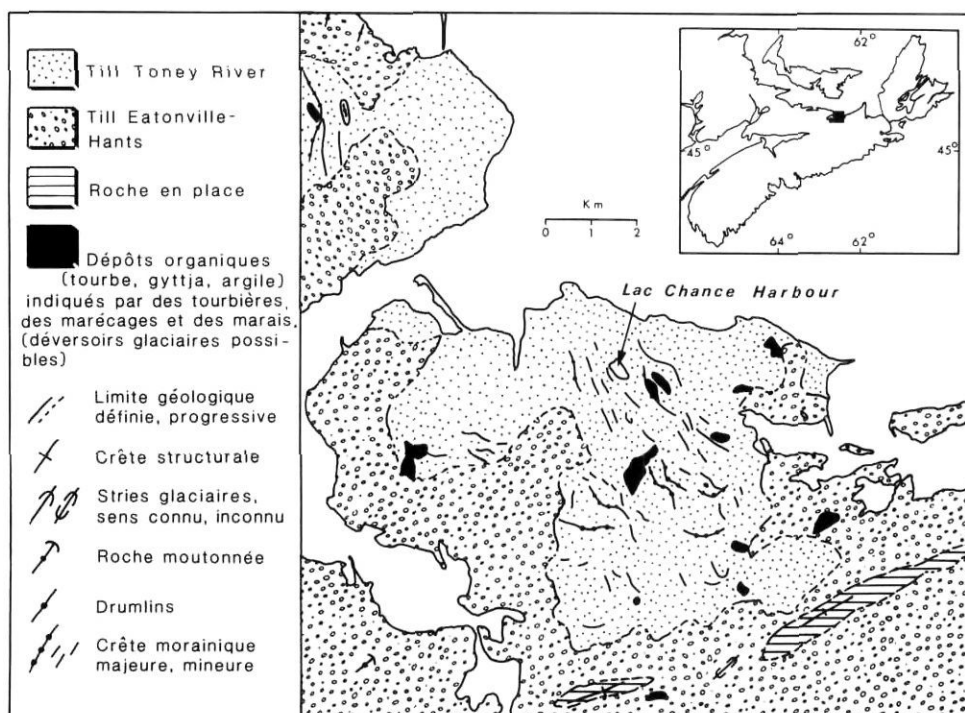 Till Toney River
Till Eatonville-
Hants
Roche en place
Dépôts organiques
(tourbe, gyttja, argile)
indiqués par des tourbières,
des marécages et des marais,
(déversoirs glaciaires possi-
bles)
Limite géologique
définie, progressive
Crête structurale
Stries glaciaires,
sens connu, inconnu
Roche moutonnée
Drumlins
Crête morainique
majeure, mineure
Km
0 1 2
Lac Chance Harbour
62°
45°
45°
64°
62°